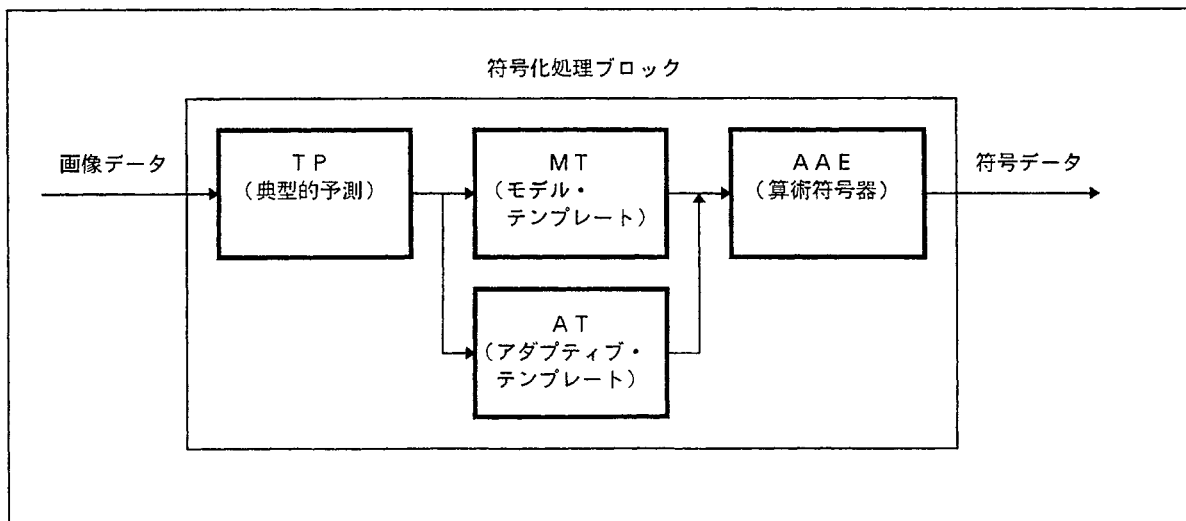 符号化処理ブロック
画像データ
ＴＰ
（典型的予測）
ＭＴ
（モデル・
テンプレート）
ＡＡＥ
（算術符号器）
符号データ
ＡＴ
（アダプティブ・
テンプレート）